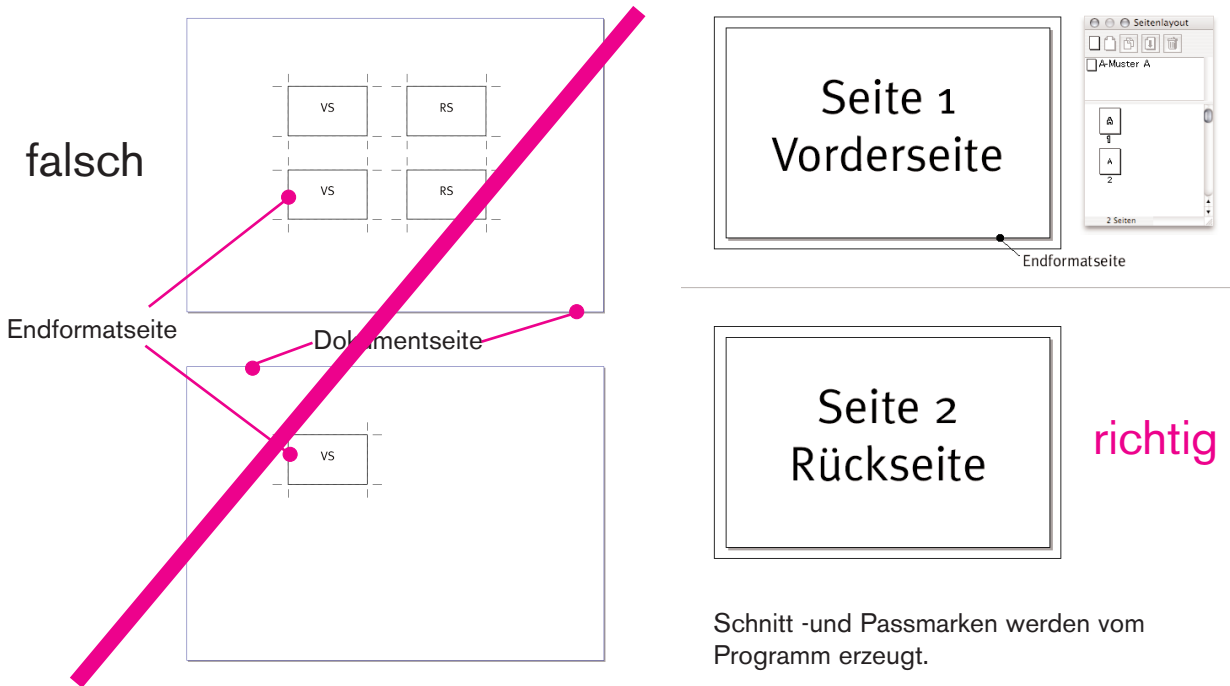 falsch
VS
RS
VS
RS
Endformatseite
Dokumentseite
VS
Seite 1
Vorderseite
Seitenlayout
A-Muster A
A
1
A
2
2 Seiten
Endformatseite
Seite 2
Rückseite
richtig
Schnitt -und Passmarken werden vom
Programm erzeugt.